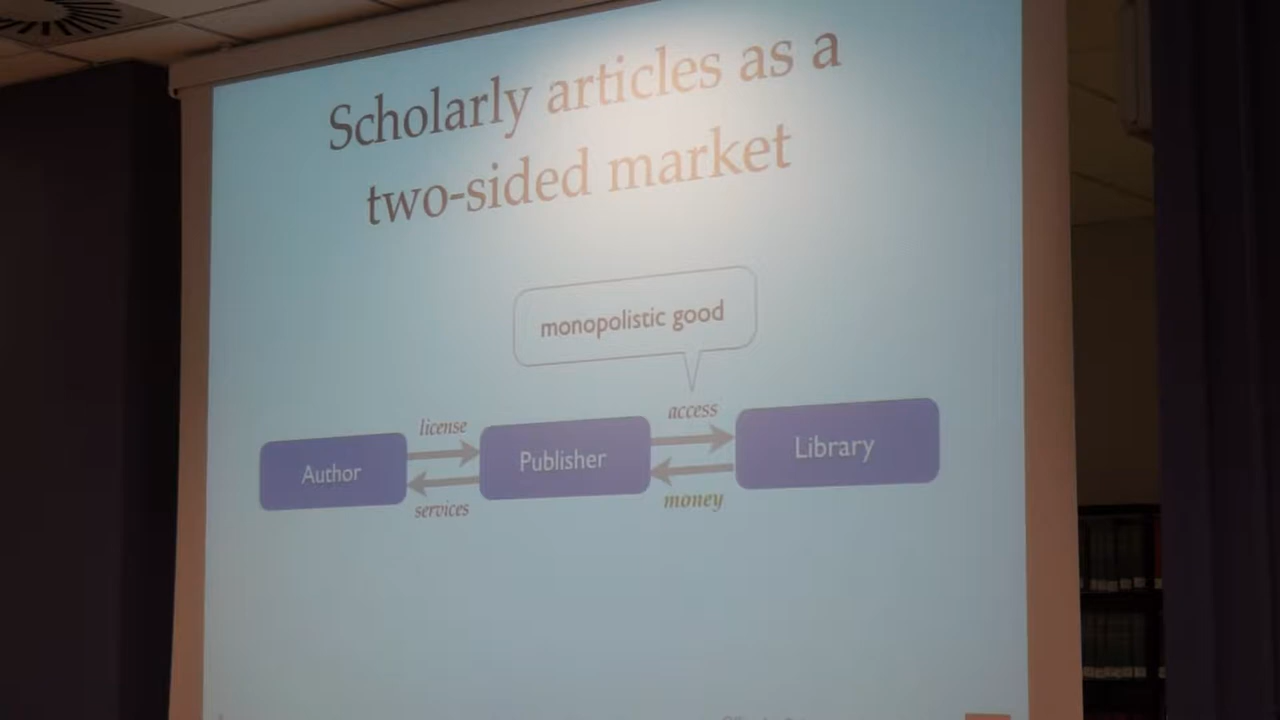 Scholarly articles as a
two-sided market
monopolistic good
license
access
Author
Publisher
Library
services
money